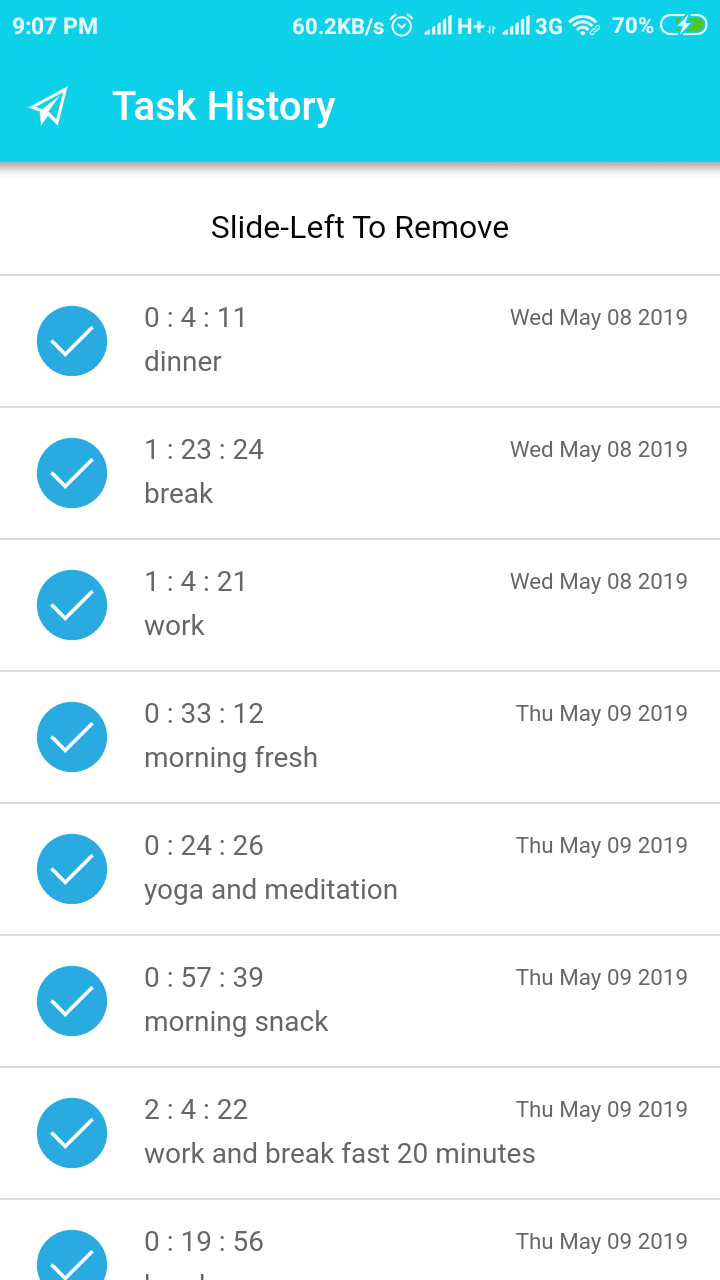 9:07 PM 60.2KB/s H+ 3G 70%
Task History
Slide-Left To Remove
0 : 4 : 11 Wed May 08 2019
dinner
1 : 23 : 24 Wed May 08 2019
break
1 : 4 : 21 Wed May 08 2019
work
0 : 33 : 12 Thu May 09 2019
morning fresh
0 : 24 : 26 Thu May 09 2019
yoga and meditation
0 : 57 : 39 Thu May 09 2019
morning snack
2 : 4 : 22 Thu May 09 2019
work and break fast 20 minutes
0 : 19 : 56 Thu May 09 2019